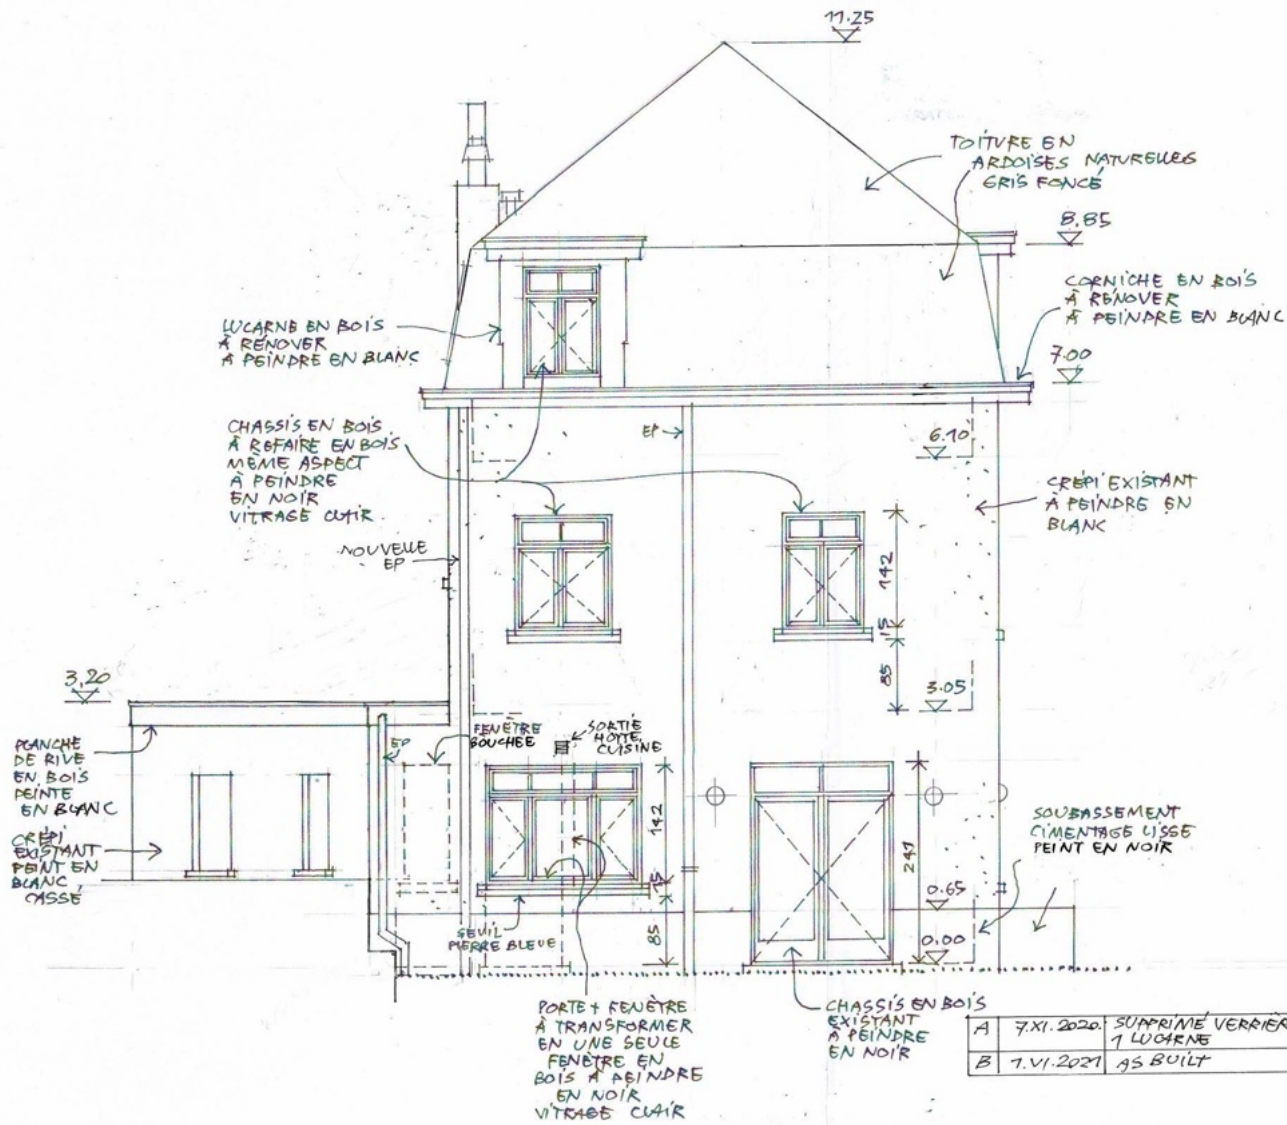 11.25
TOITURE EN
ARDOISES NATURELLES
GRIS FONCÉ
8.85
CORNICHE EN BOIS
À RÉNOVER
À PEINDRE EN BLANC
7.00
LUCARNE EN BOIS
À RÉNOVER
À PEINDRE EN BLANC
CHASSIS EN BOIS
À REFAIRE EN BOIS
MÊME ASPECT
À PEINDRE
EN NOIR
VITRAGE CLAIR
EP
6.10
CRÉPI EXISTANT
À PEINDRE EN
BLANC
NOUVELLE
EP
142
15
85
3.05
3.20
PLANCHE
DE RIVE
EN BOIS
PEINTE
EN BLANC
EP
FENÊTRE
BOUCHÉE
SORTIE
HOTTE
CUISINE
CRÉPI
EXISTANT
PEINT EN
BLANC
CASSÉ
142
15
85
SEUIL
PIERRE BLEUE
241
0.65
0.00
SOUBASSEMENT
CIMENTAGE LISSE
PEINT EN NOIR
PORTE + FENÊTRE
À TRANSFORMER
EN UNE SEULE
FENÊTRE EN
BOIS À PEINDRE
EN NOIR
VITRAGE CLAIR
CHASSIS EN BOIS
EXISTANT
À PEINDRE
EN NOIR
A 7.XI.2020. SUPPRIMÉ VERRIÈR
1 LUCARNE
B 1.VI.2021 AS BUILT